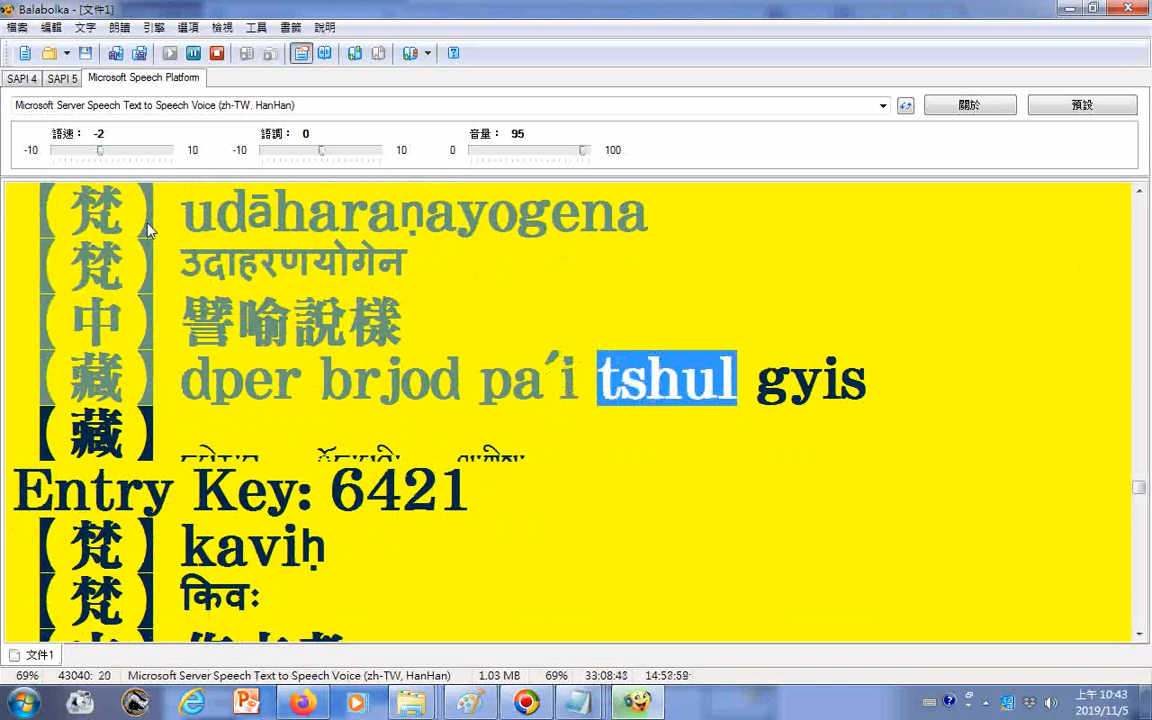 Balabolka - [文件1]
檔案 編輯 文字 朗讀 引擎 選項 檢視 工具 書籤 說明
SAPI 4 SAPI 5 Microsoft Speech Platform
Microsoft Server Speech Text to Speech Voice (zh-TW, HanHan) 關於 預設
語速： -2 語調： 0 音量： 95
-10 10 -10 10 0 100
【梵】 udāharaṇayogena
【梵】 उदाहरणयोगेन
【中】 譬喻說樣
【藏】 dper brjod pa'i tshul gyis
【藏】
Entry Key: 6421
【梵】 kaviḥ
【梵】 किवः
文件1
69% 43040: 20 Microsoft Server Speech Text to Speech Voice (zh-TW, HanHan) 1.03 MB 69% 33:08:48 14:58:58
上午 10:43
2019/11/5